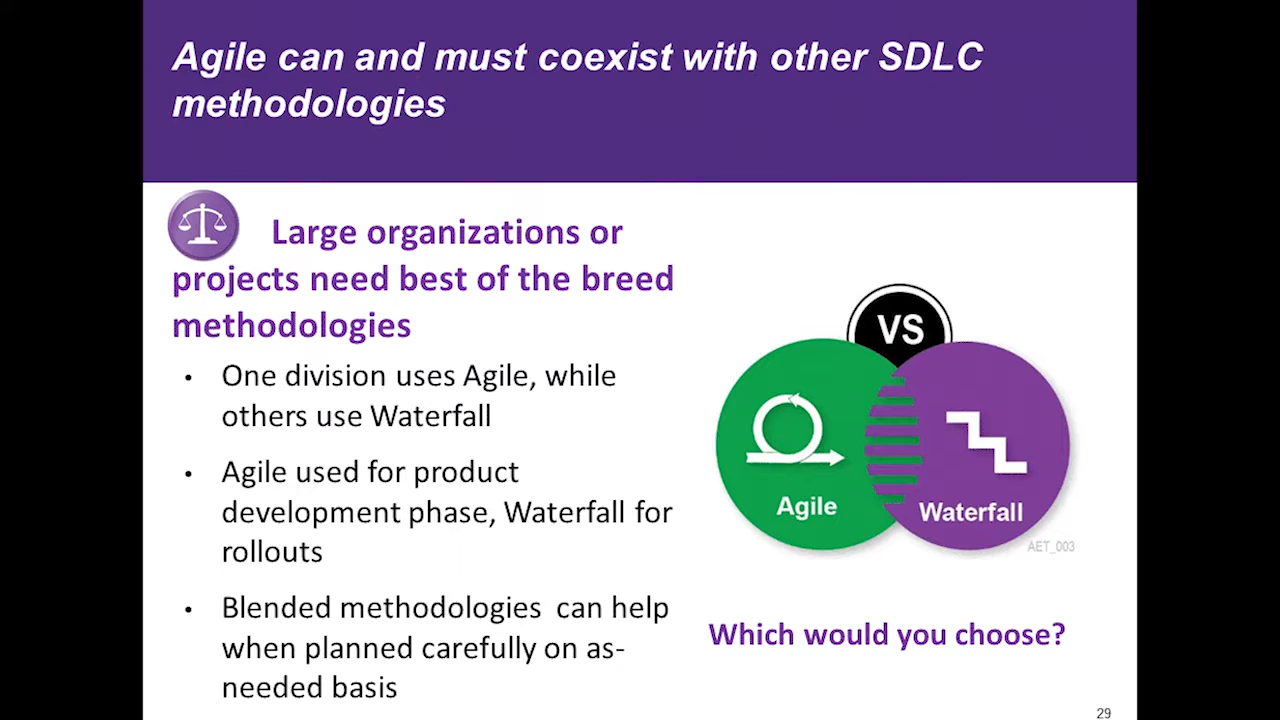 Agile can and must coexist with other SDLC
methodologies
Large organizations or
projects need best of the breed
methodologies
• One division uses Agile, while
others use Waterfall
• Agile used for product
development phase, Waterfall for
rollouts
• Blended methodologies can help
when planned carefully on as-
needed basis
VS
Agile
Waterfall
AET_003
Which would you choose?
29